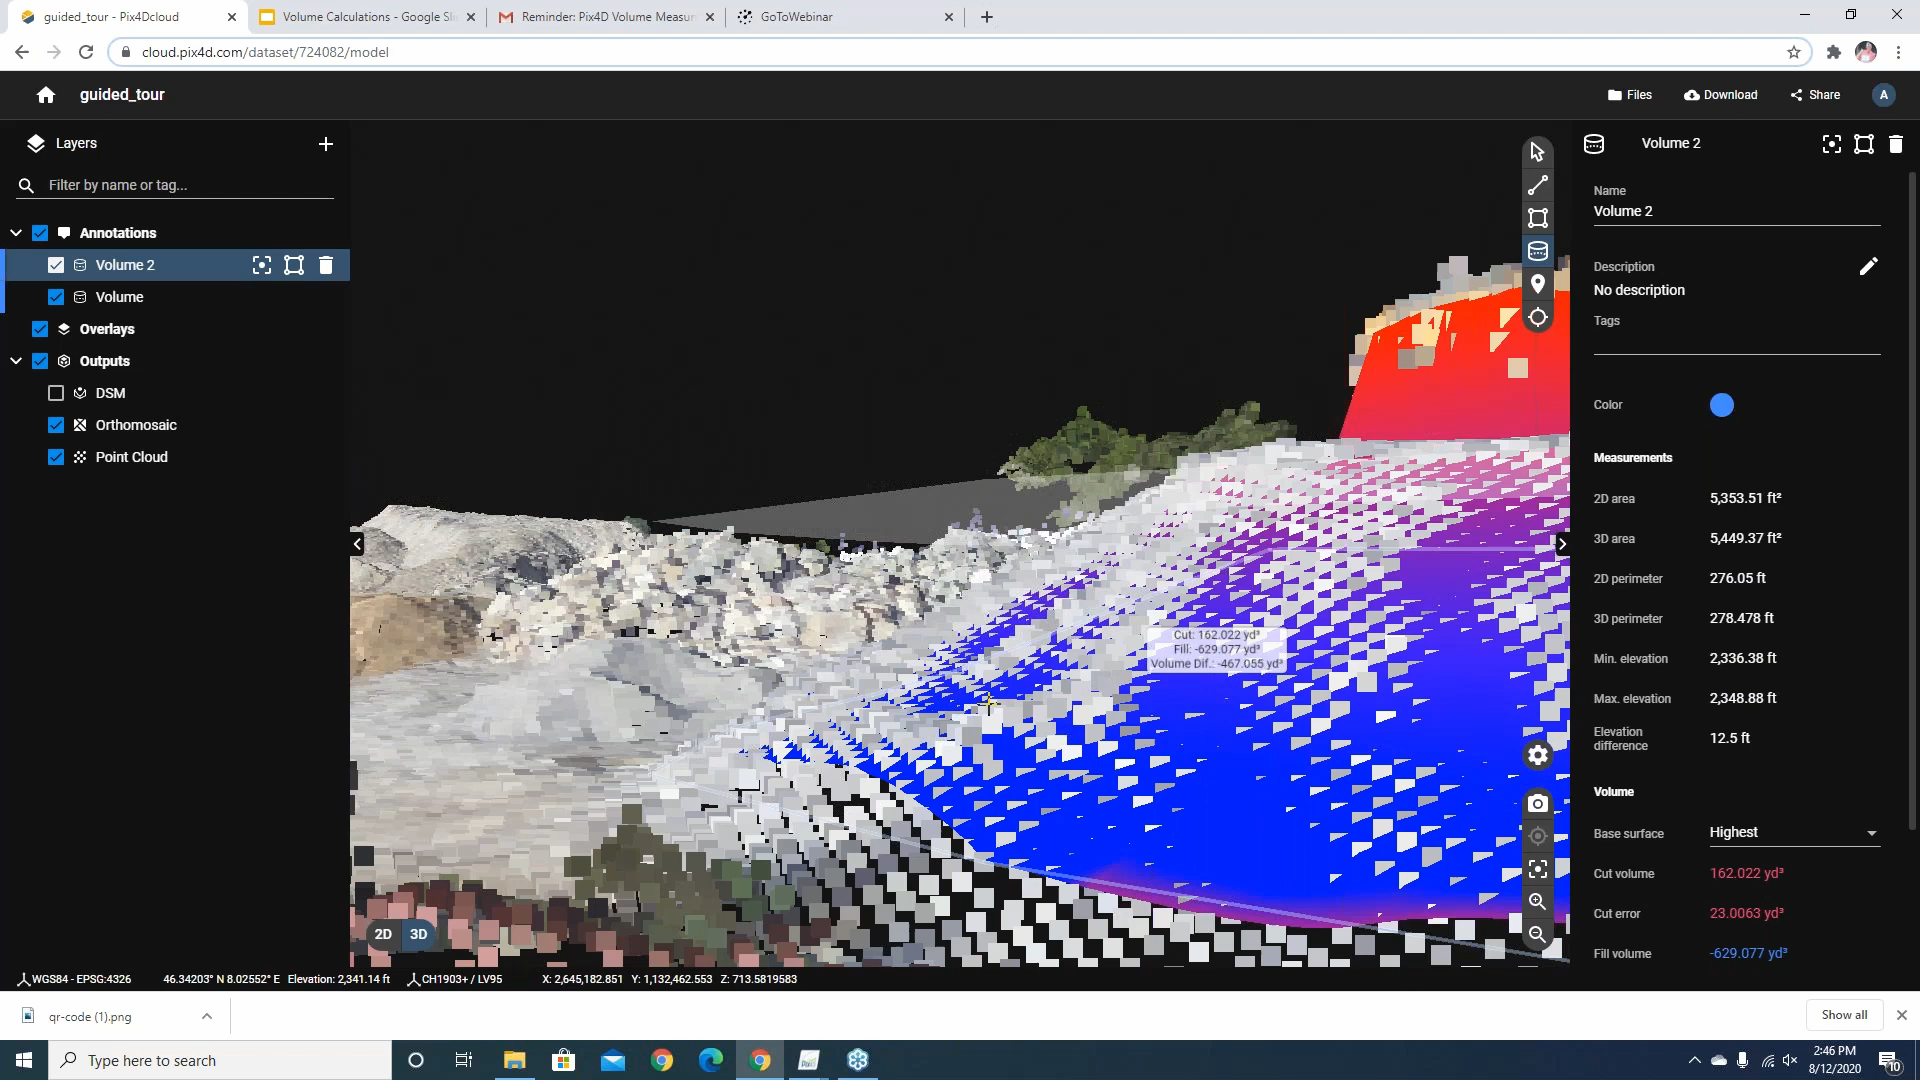 guided_tour - Pix4Dcloud
Volume Calculations - Google Sli
Reminder: Pix4D Volume Measur
GoToWebinar
cloud.pix4d.com/dataset/724082/model
guided_tour
Files
Download
Share
A
Layers
Filter by name or tag...
Annotations
Volume 2
Volume
Overlays
Outputs
DSM
Orthomosaic
Point Cloud
Cut: 162.022 yd³
Fill: -629.077 yd³
Volume Dif.: -467.055 yd³
2D 3D
Volume 2
Name
Volume 2
Description
No description
Tags
Color
Measurements
2D area 5,353.51 ft²
3D area 5,449.37 ft²
2D perimeter 276.05 ft
3D perimeter 278.478 ft
Min. elevation 2,336.38 ft
Max. elevation 2,348.88 ft
Elevation
difference 12.5 ft
Volume
Base surface Highest
Cut volume 162.022 yd³
Cut error 23.0063 yd³
Fill volume -629.077 yd³
WGS84 - EPSG:4326 46.34203° N 8.02552° E Elevation: 2,341.14 ft CH1903+ / LV95 X: 2,645,182.851 Y: 1,132,462.553 Z: 713.5819583
qr-code (1).png
Show all
Type here to search
2:46 PM
8/12/2020
10